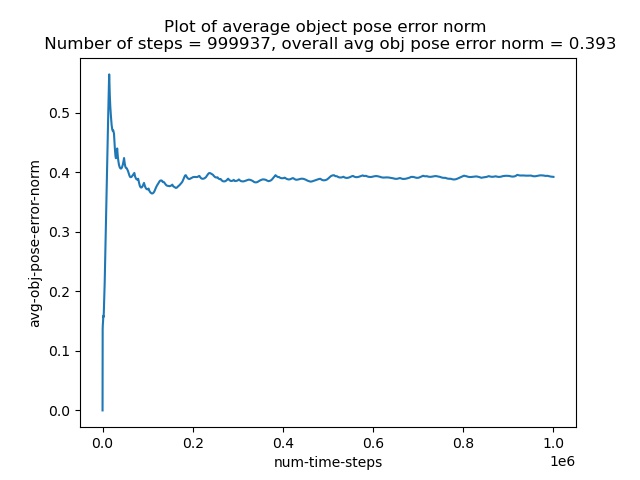 Plot of average object pose error norm
Number of steps = 999937, overall avg obj pose error norm = 0.393
avg-obj-pose-error-norm
0.5
0.4
0.3
0.2
0.1
0.0
0.0 0.2 0.4 0.6 0.8 1.0
1e6
num-time-steps